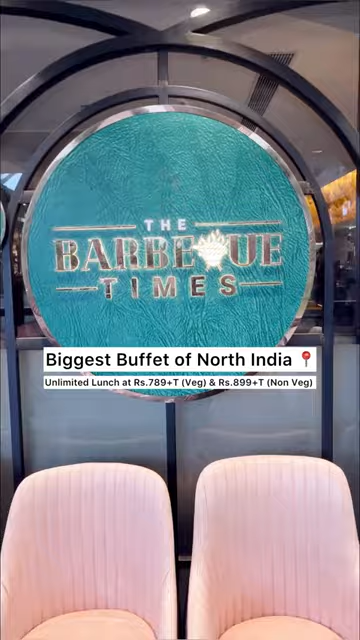 THE
BARBEQUE
TIMES
Biggest Buffet of North India📍
Unlimited Lunch at Rs.789+T (Veg) & Rs.899+T (Non Veg)